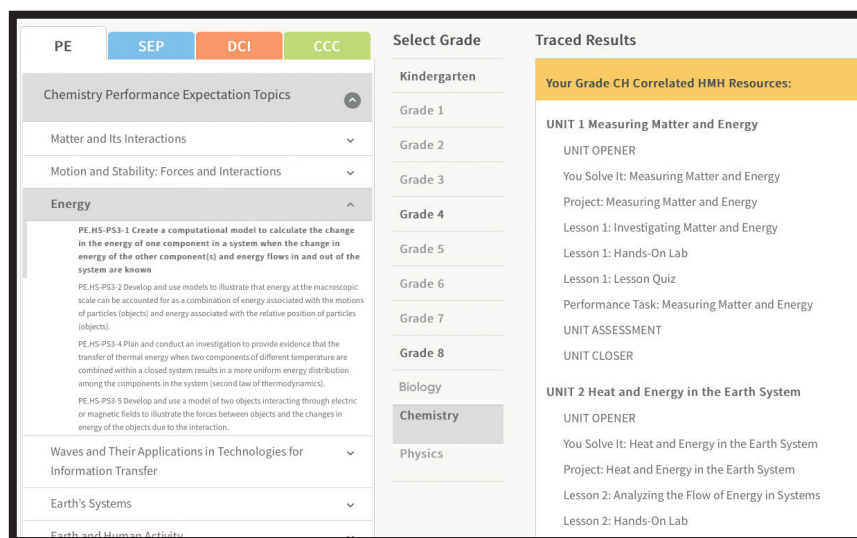 PE
SEP
DCI
CCC
Chemistry Performance Expectation Topics
Matter and Its Interactions
Motion and Stability: Forces and Interactions
Energy
PE.HS-PS3-1 Create a computational model to calculate the change
in the energy of one component in a system when the change in
energy of the other component(s) and energy flows in and out of the
system are known
PE.HS-PS3-2 Develop and use models to illustrate that energy at the macroscopic
scale can be accounted for as a combination of energy associated with the motions
of particles (objects) and energy associated with the relative position of particles
(objects).
PE.HS-PS3-4 Plan and conduct an investigation to provide evidence that the
transfer of thermal energy when two components of different temperature are
combined within a closed system results in a more uniform energy distribution
among the components in the system (second law of thermodynamics).
PE.HS-PS3-5 Develop and use a model of two objects interacting through electric
or magnetic fields to illustrate the forces between objects and the changes in
energy of the objects due to the interaction.
Waves and Their Applications in Technologies for
Information Transfer
Earth's Systems
Earth and Human Activity
Select Grade
Kindergarten
Grade 1
Grade 2
Grade 3
Grade 4
Grade 5
Grade 6
Grade 7
Grade 8
Biology
Chemistry
Physics
Traced Results
Your Grade CH Correlated HMH Resources:
UNIT 1 Measuring Matter and Energy
UNIT OPENER
You Solve It: Measuring Matter and Energy
Project: Measuring Matter and Energy
Lesson 1: Investigating Matter and Energy
Lesson 1: Hands-On Lab
Lesson 1: Lesson Quiz
Performance Task: Measuring Matter and Energy
UNIT ASSESSMENT
UNIT CLOSER
UNIT 2 Heat and Energy in the Earth System
UNIT OPENER
You Solve It: Heat and Energy in the Earth System
Project: Heat and Energy in the Earth System
Lesson 2: Analyzing the Flow of Energy in Systems
Lesson 2: Hands-On Lab